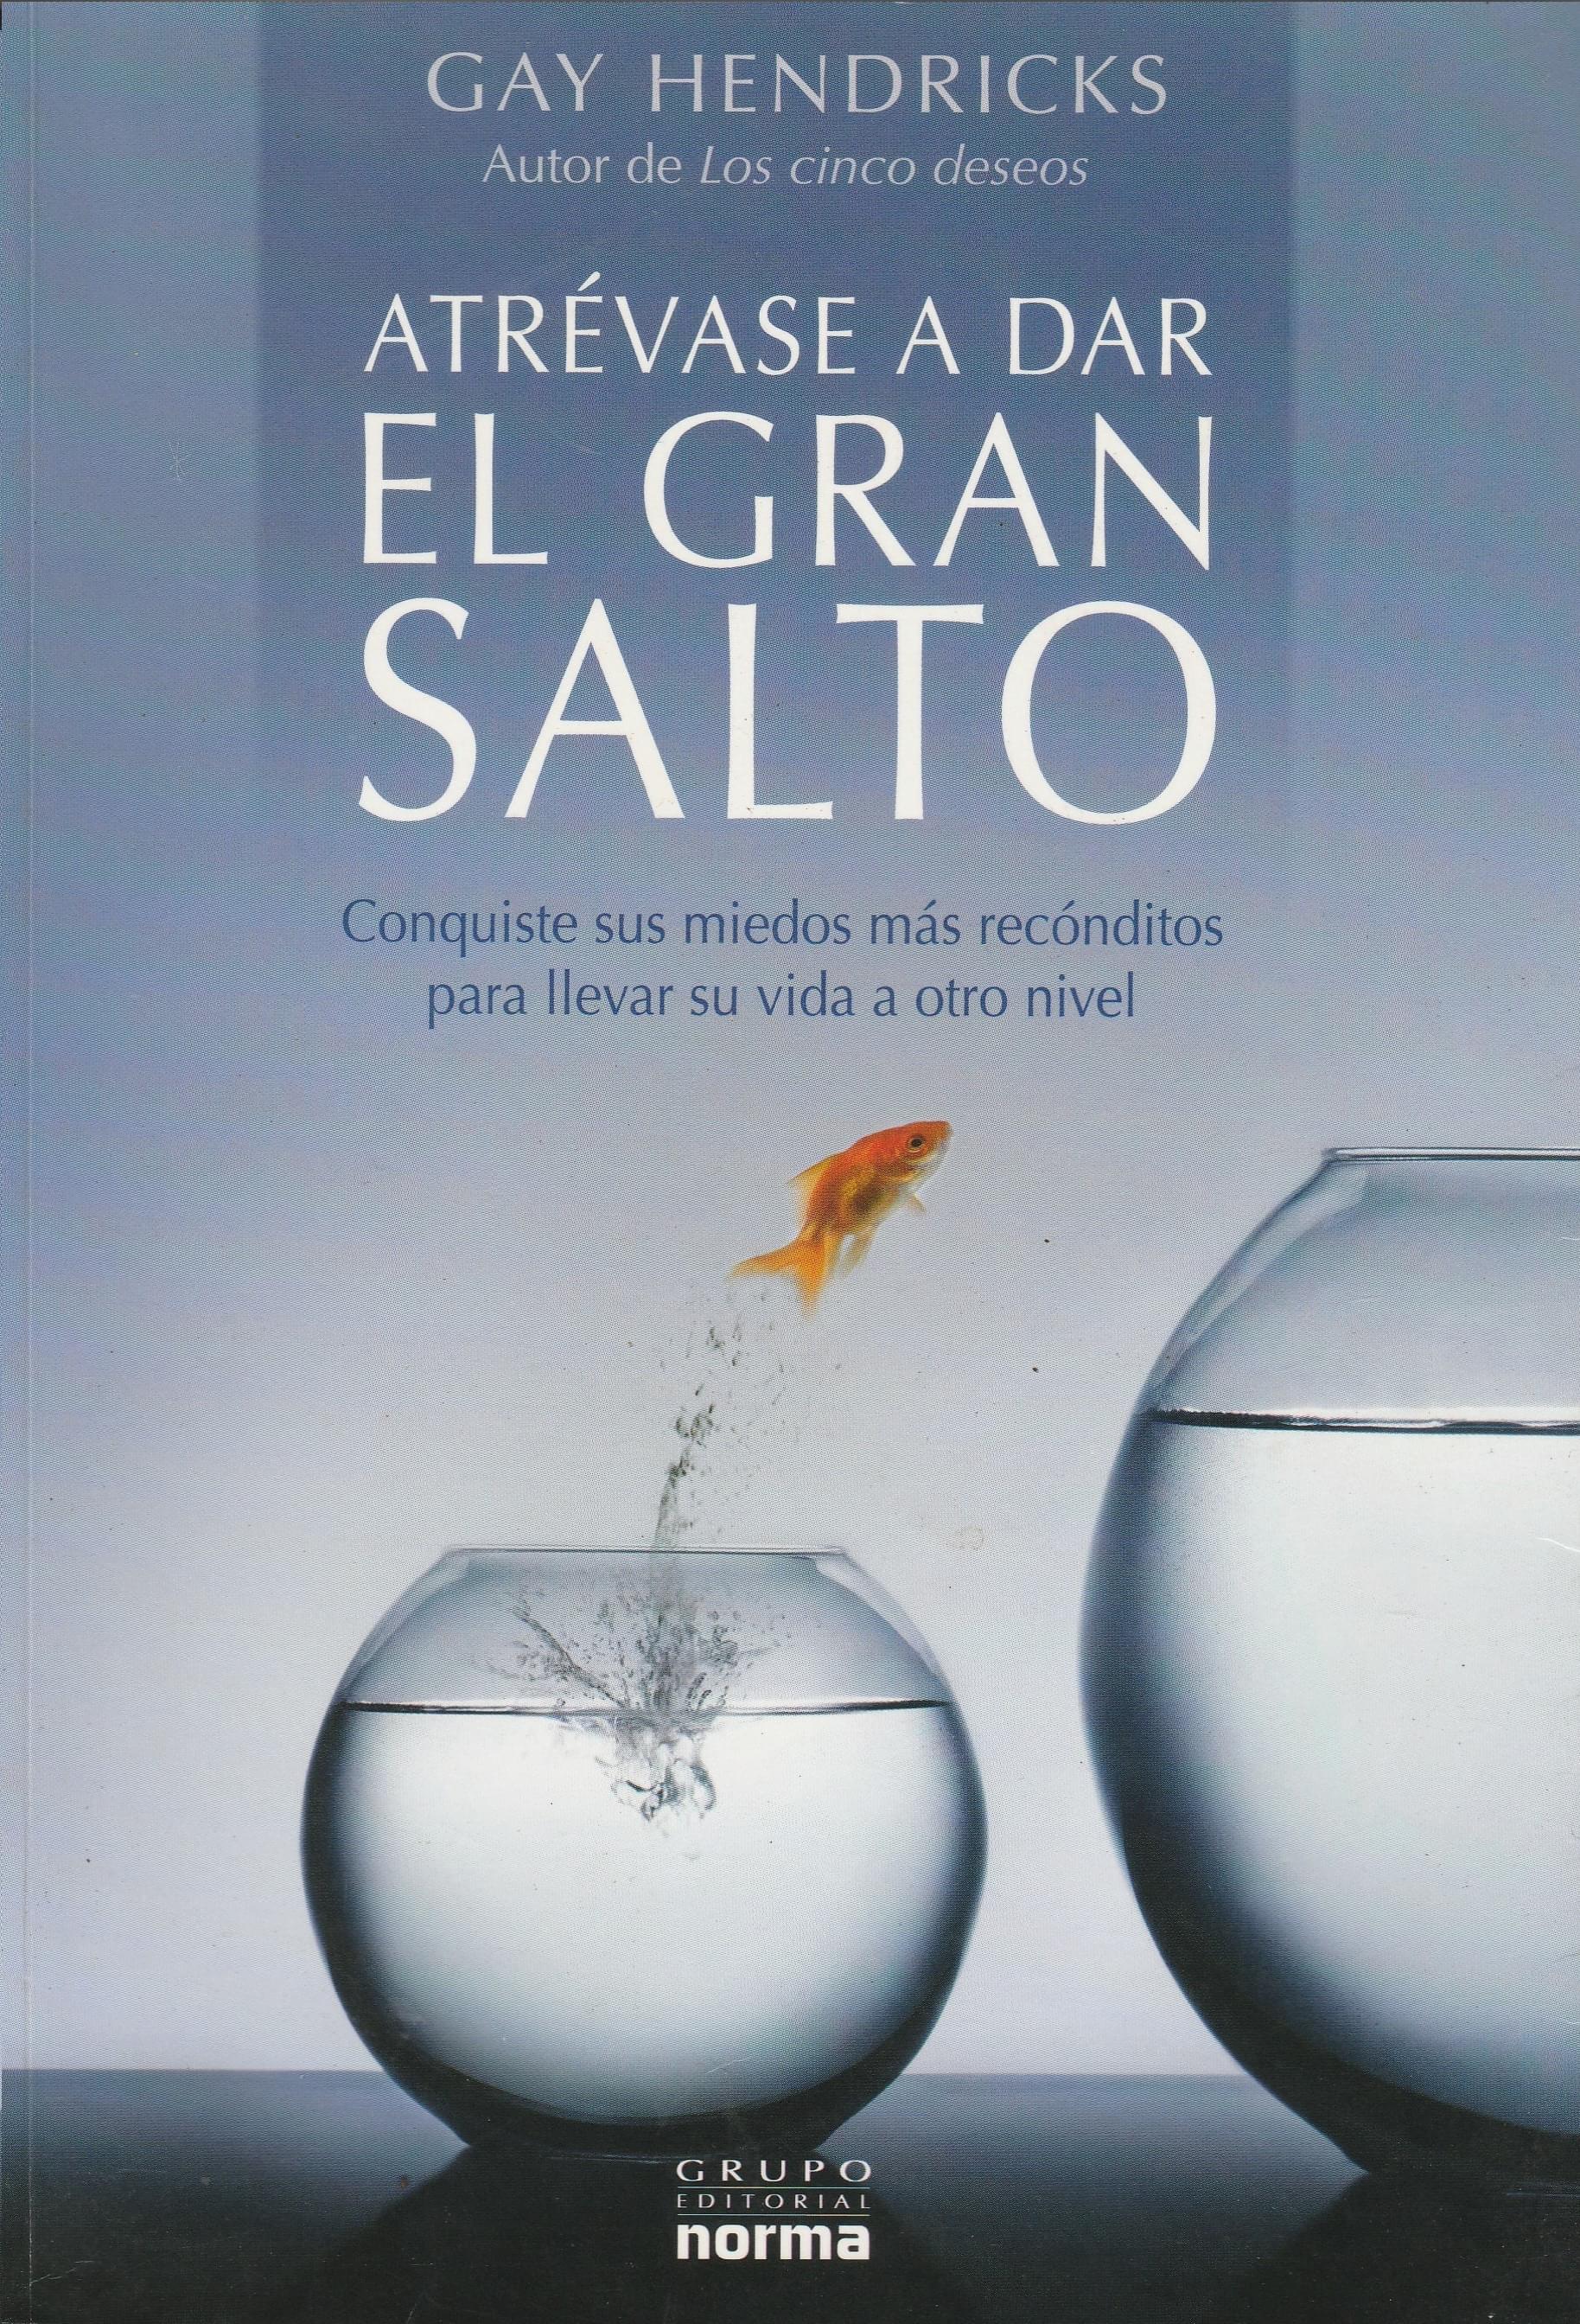 GAY HENDRICKS
Autor de Los cinco deseos
ATRÉVASE A DAR
EL GRAN
SALTO
Conquiste sus miedos más recónditos
para llevar su vida a otro nivel
GRUPO
EDITORIAL
norma